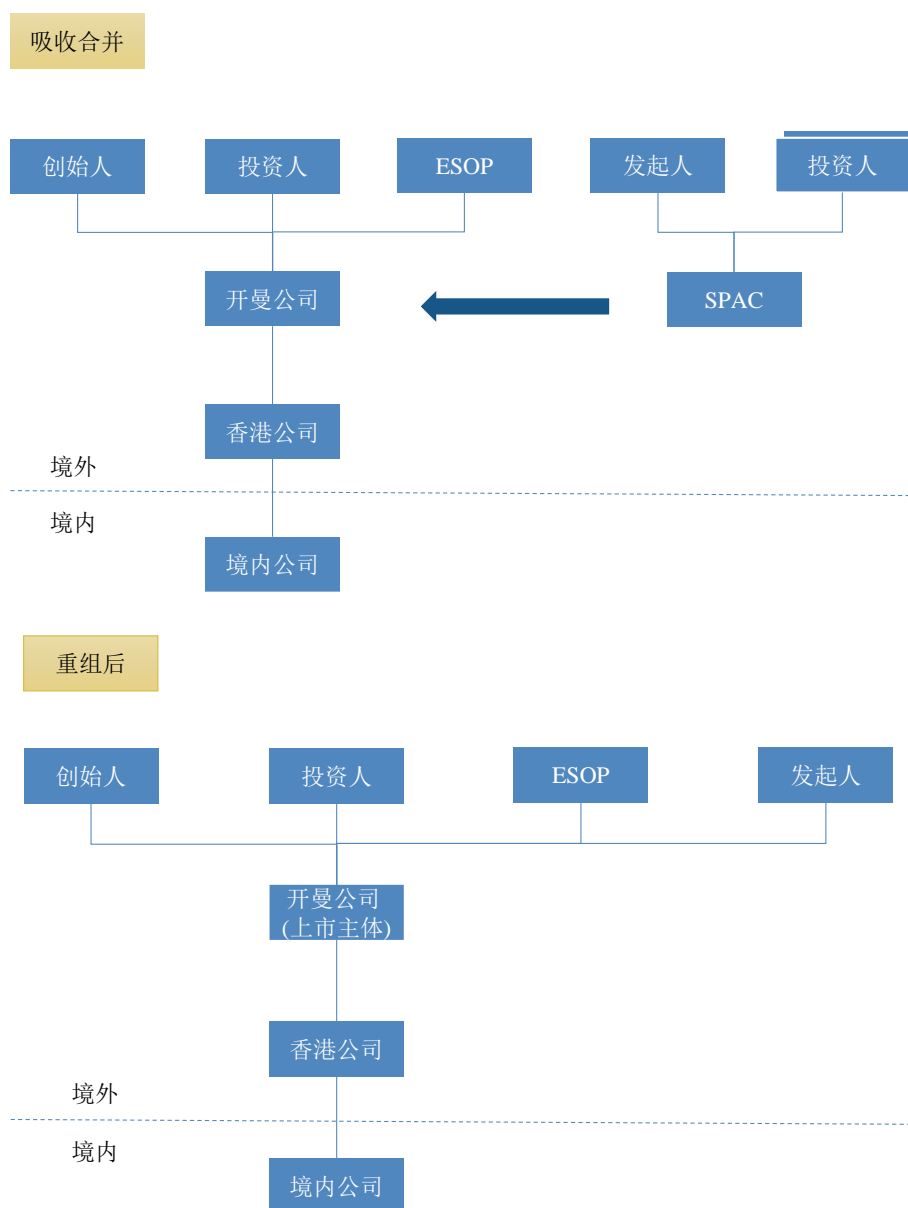 吸收合并
创始人
投资人
ESOP
发起人
投资人
开曼公司
SPAC
香港公司
境外
境内
境内公司
重组后
创始人
投资人
ESOP
发起人
开曼公司
(上市主体)
香港公司
境外
境内
境内公司